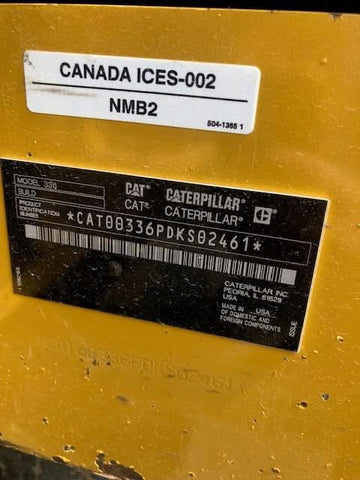 CANADA ICES-002
NMB2
504-1365 1
MODEL 336
BUILD
CAT® CATERPILLAR®
CAT® CATERPILLAR®
PRODUCT
IDENTIFICATION
NUMBER
*CAT00336PDKS02461*
CATERPILLAR INC.
PEORIA, IL. 61629
USA
MADE IN USA
OF DOMESTIC AND
FOREIGN COMPONENTS
CAT00336PDKS02461